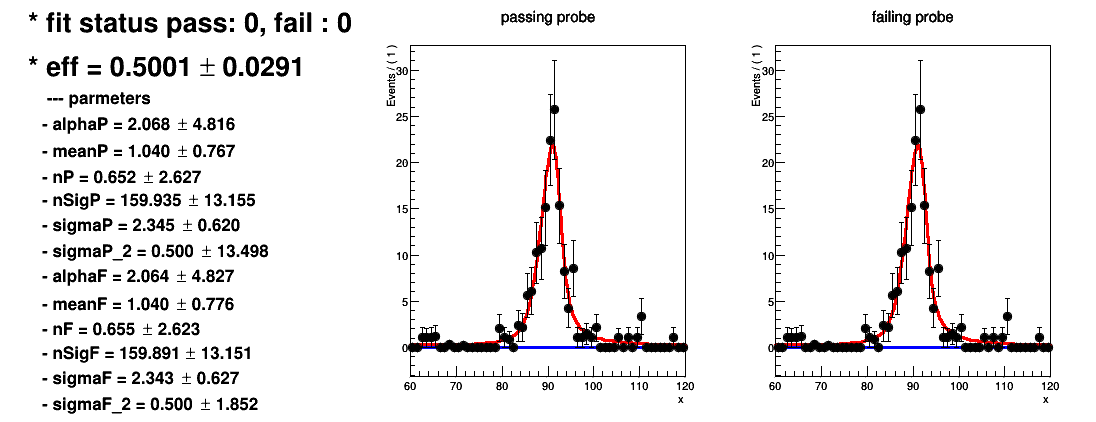 * fit status pass: 0, fail : 0
* eff = 0.5001 ± 0.0291
--- parmeters
- alphaP = 2.068 ± 4.816
- meanP = 1.040 ± 0.767
- nP = 0.652 ± 2.627
- nSigP = 159.935 ± 13.155
- sigmaP = 2.345 ± 0.620
- sigmaP_2 = 0.500 ± 13.498
- alphaF = 2.064 ± 4.827
- meanF = 1.040 ± 0.776
- nF = 0.655 ± 2.623
- nSigF = 159.891 ± 13.151
- sigmaF = 2.343 ± 0.627
- sigmaF_2 = 0.500 ± 1.852
passing probe
Events / ( 1 )
30
25
20
15
10
5
0
60 70 80 90 100 110 120
x
failing probe
Events / ( 1 )
30
25
20
15
10
5
0
60 70 80 90 100 110 120
x